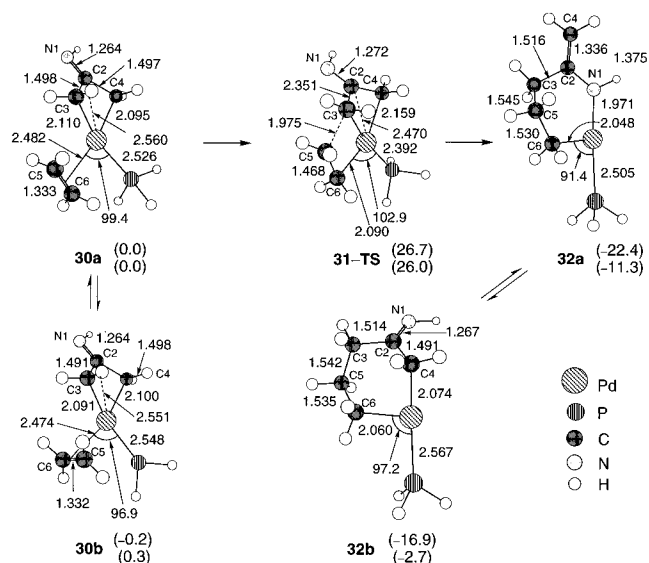 N1
1.264
C2
1.497
1.498
C4
C3
2.110
2.095
2.560
2.482
2.526
C5
C6
1.333
99.4
30a (0.0)
(0.0)
N1
1.272
C2
C4
2.351
C3
2.159
1.975
2.470
2.392
C5
1.468
C6
102.9
2.090
31-TS (26.7)
(26.0)
C4
1.516
1.336
1.375
C2
N1
C3
1.545
1.971
C5
2.048
1.530
C6
91.4
2.505
32a (-22.4)
(-11.3)
N1
1.264
C2
1.498
1.491
C3
C4
2.100
2.091
2.551
2.474
2.548
C5
C6
1.332
96.9
30b (-0.2)
(0.3)
N1
1.514
1.267
C2
1.491
C3
C4
1.542
C5
2.074
1.535
C6
2.060
2.567
97.2
32b (-16.9)
(-2.7)
Pd
P
C
N
H